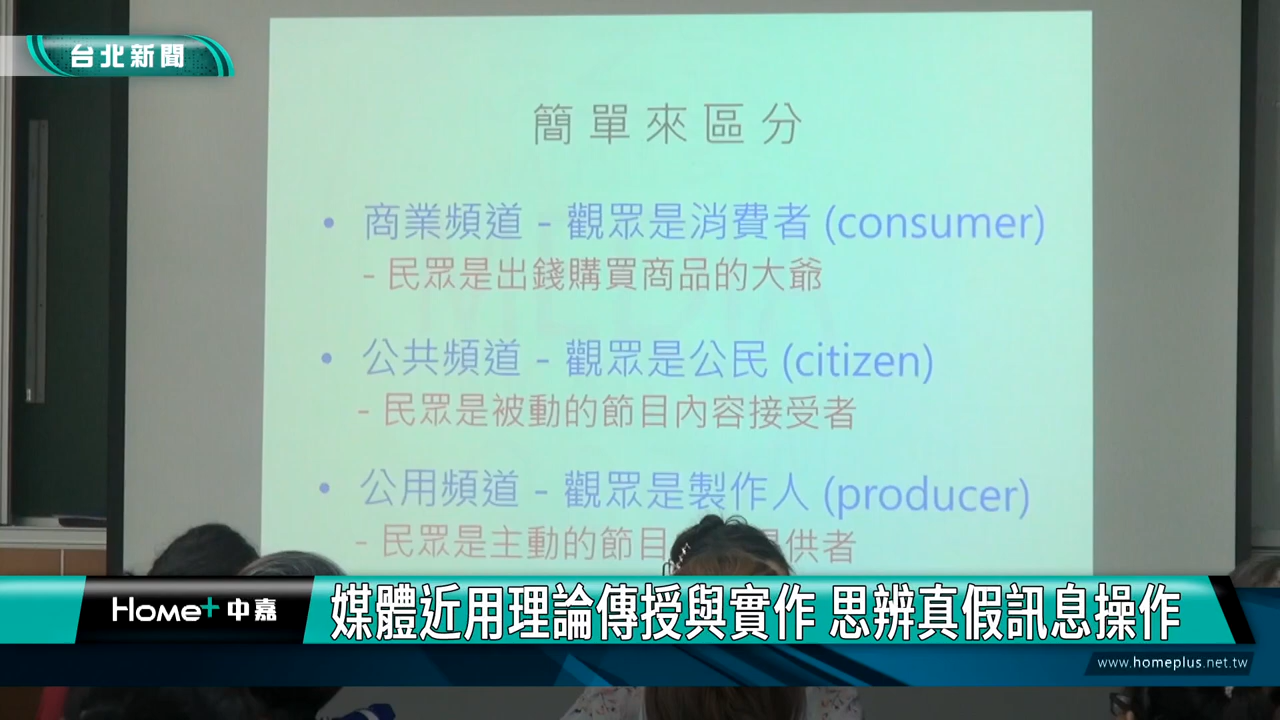 台北新聞
簡單來區分
• 商業頻道 - 觀眾是消費者 (consumer)
- 民眾是出錢購買商品的大爺
• 公共頻道 - 觀眾是公民 (citizen)
- 民眾是被動的節目內容接受者
• 公用頻道 - 觀眾是製作人 (producer)
- 民眾是主動的節目 供者
Home+ 中嘉
媒體近用理論傳授與實作 思辨真假訊息操作
www.homeplus.net.tw